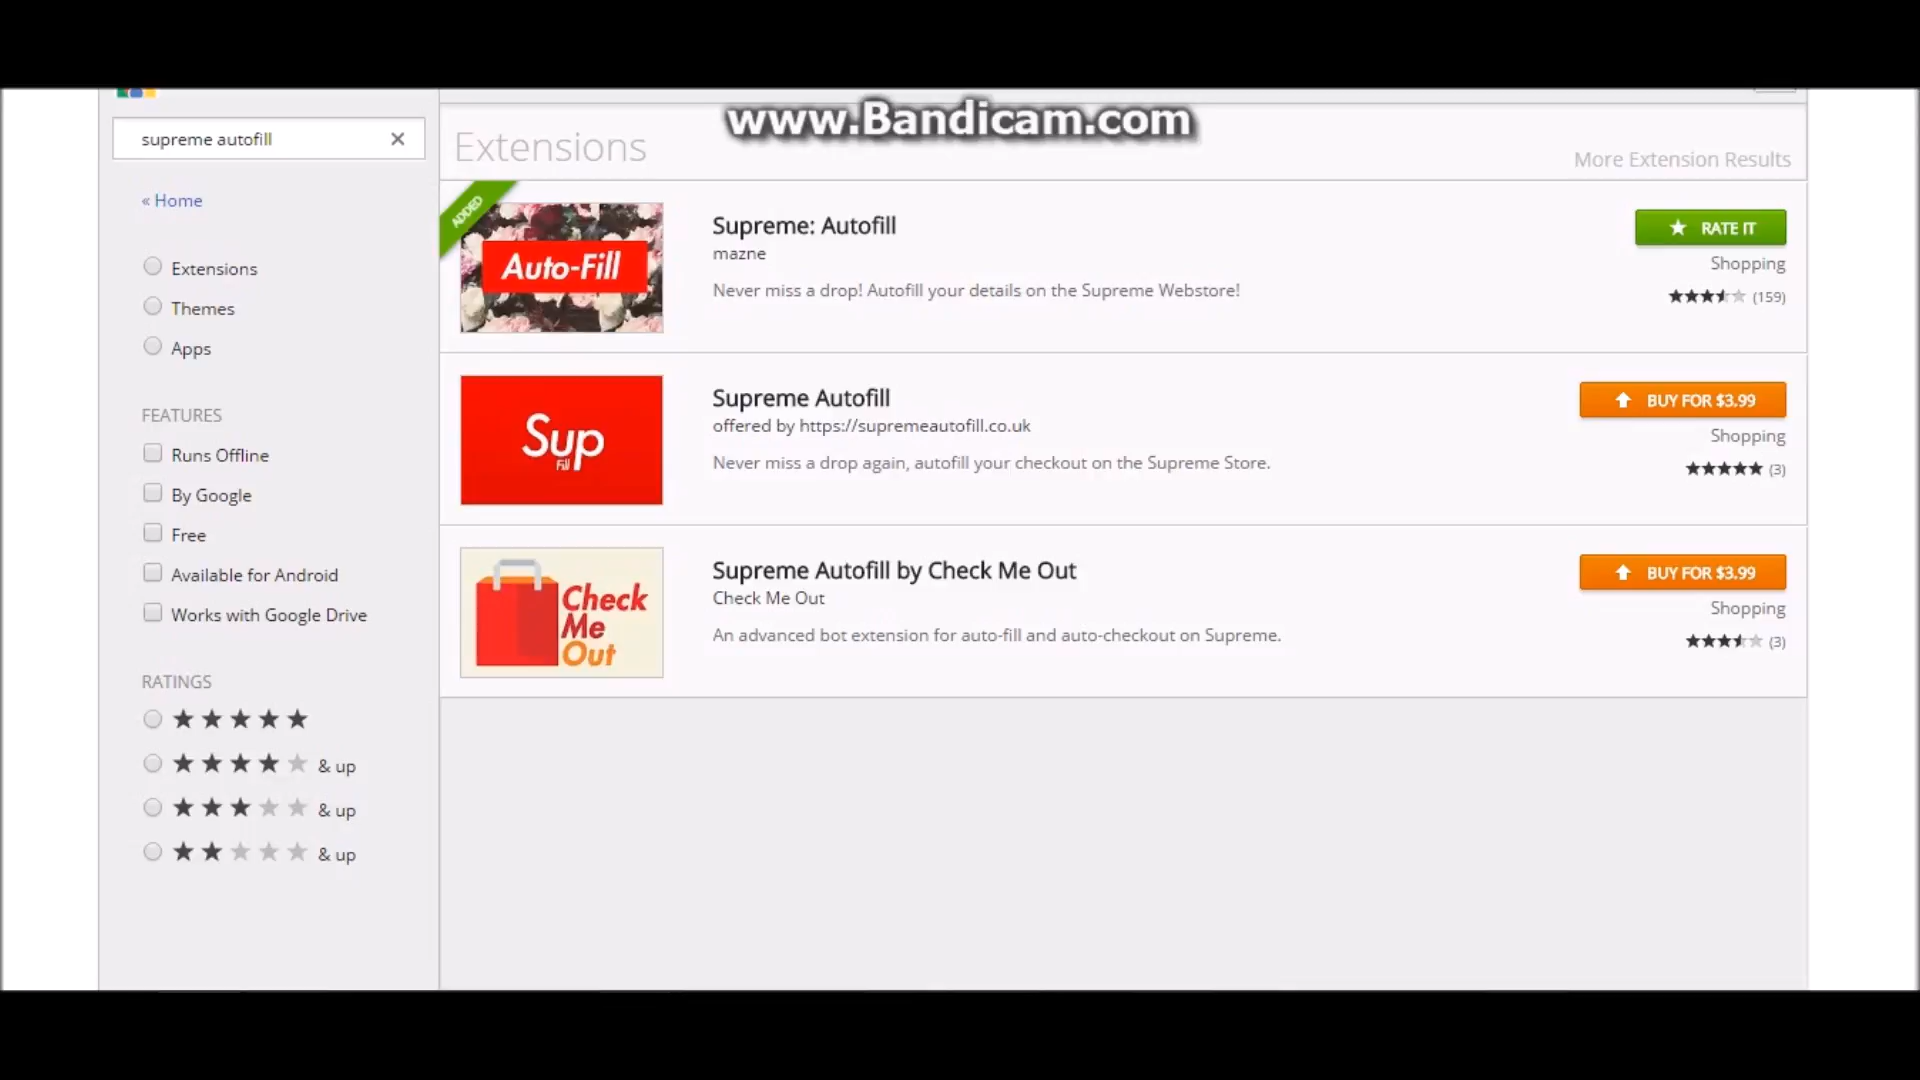 www.Bandicam.com
supreme autofill
« Home
Extensions
Themes
Apps
FEATURES
Runs Offline
By Google
Free
Available for Android
Works with Google Drive
RATINGS
& up
& up
& up
Extensions
More Extension Results
ADDED
Auto-Fill
Supreme: Autofill
mazne
Never miss a drop! Autofill your details on the Supreme Webstore!
RATE IT
Shopping
(159)
Sup
fill
Supreme Autofill
offered by https://supremeautofill.co.uk
Never miss a drop again, autofill your checkout on the Supreme Store.
BUY FOR $3.99
Shopping
(3)
Check
Me
Out
Supreme Autofill by Check Me Out
Check Me Out
An advanced bot extension for auto-fill and auto-checkout on Supreme.
BUY FOR $3.99
Shopping
(3)